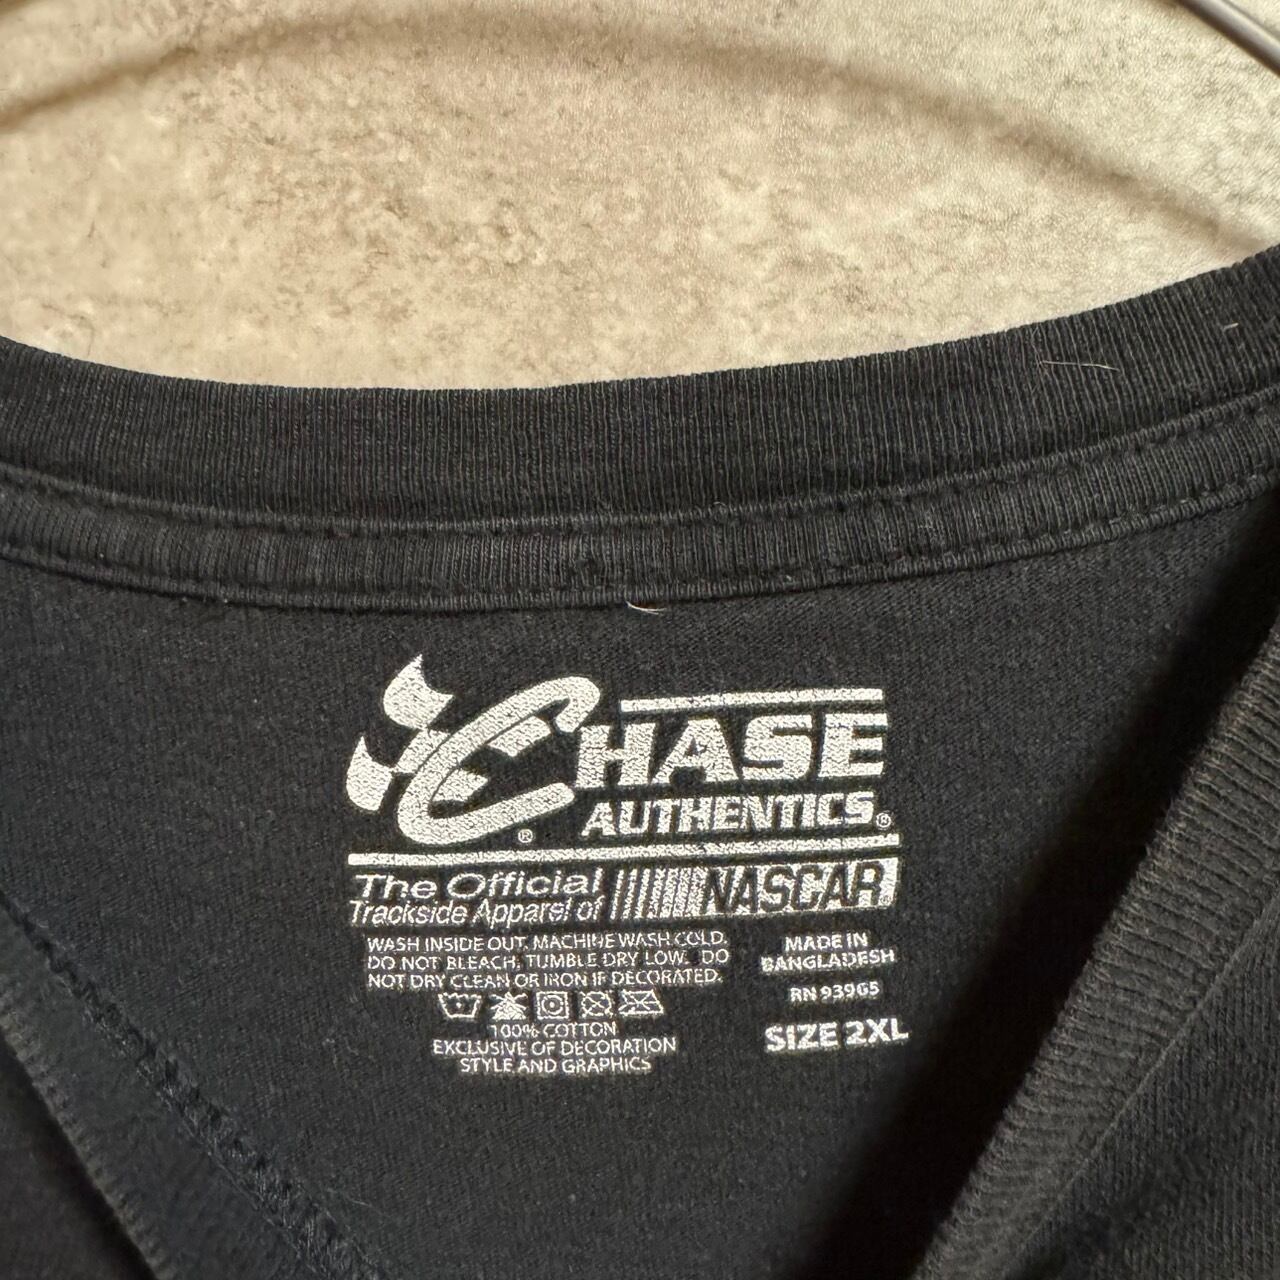 CHASE
AUTHENTICS®
®
The Official
Trackside Apparel of NASCAR
WASH INSIDE OUT. MACHINE WASH COLD.
DO NOT BLEACH, TUMBLE DRY LOW. DO
NOT DRY CLEAN OR IRON IF DECORATED.
100% COTTON
EXCLUSIVE OF DECORATION
STYLE AND GRAPHICS
MADE IN
BANGLADESH
RN 93965
SIZE 2XL